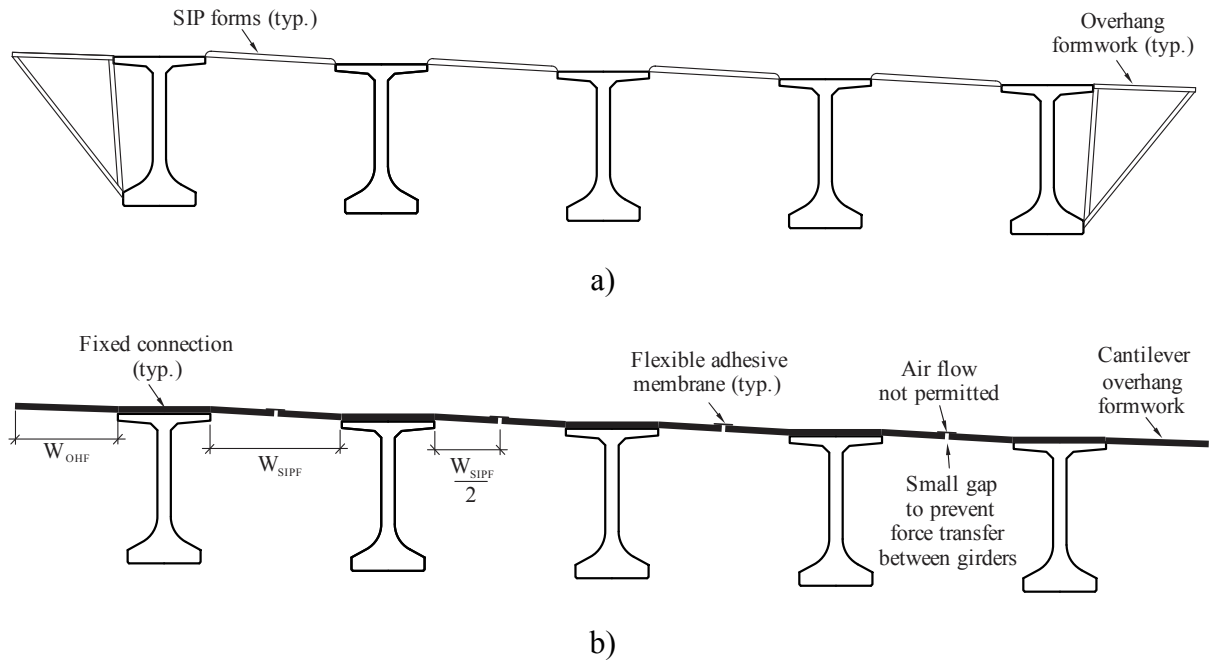 SIP forms (typ.)
Overhang
formwork (typ.)
a)
Fixed connection
(typ.)
Flexible adhesive
membrane (typ.)
Air flow
not permitted
Cantilever
overhang
formwork
W_OHF
W_SIPF
W_SIPF
2
Small gap
to prevent
force transfer
between girders
b)